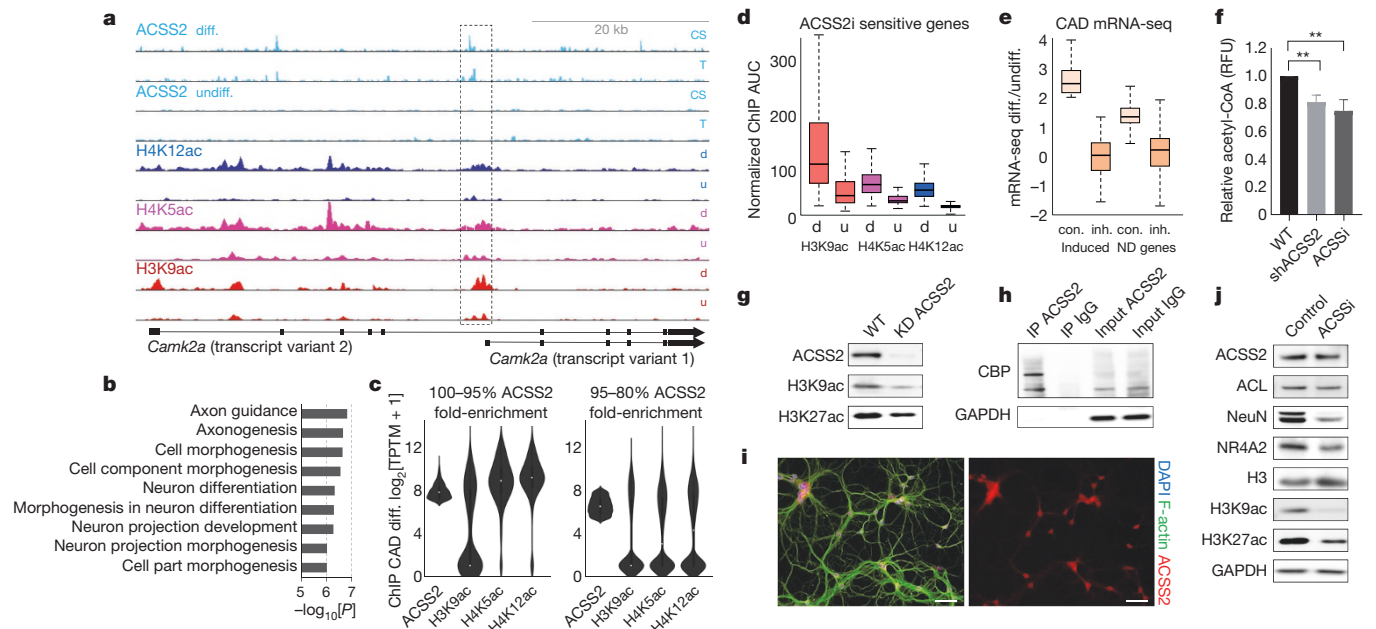 a
20 kb
ACSS2 diff.
CS
T
ACSS2 undiff.
CS
T
H4K12ac
d
u
H4K5ac
d
u
H3K9ac
d
u
Camk2a (transcript variant 2)
Camk2a (transcript variant 1)
b
Axon guidance
Axonogenesis
Cell morphogenesis
Cell component morphogenesis
Neuron differentiation
Morphogenesis in neuron differentiation
Neuron projection development
Neuron projection morphogenesis
Cell part morphogenesis
5 6 7
−log10[P]
c
100–95% ACSS2
fold-enrichment
95–80% ACSS2
fold-enrichment
ChIP CAD diff. log2[TPTM + 1]
12
8
4
0
12
8
4
0
ACSS2
H3K9ac
H4K5ac
H4K12ac
ACSS2
H3K9ac
H4K5ac
H4K12ac
d
ACSS2i sensitive genes
Normalized ChIP AUC
300
200
100
0
d u d u d u
H3K9ac H4K5ac H4K12ac
e
CAD mRNA-seq
mRNA-seq diff./undiff.
4
3
2
1
0
−1
−2
con. inh. con. inh.
Induced ND genes
f
Relative acetyl-CoA (RFU)
1.2
1.0
0.8
0.6
0.4
0.2
0
**
**
WT
shACSS2
ACSSi
g
WT
KD ACSS2
ACSS2
H3K9ac
H3K27ac
h
IP ACSS2
IP IgG
Input ACSS2
Input IgG
CBP
GAPDH
i
DAPI F-actin ACSS2
j
Control
ACSSi
ACSS2
ACL
NeuN
NR4A2
H3
H3K9ac
H3K27ac
GAPDH